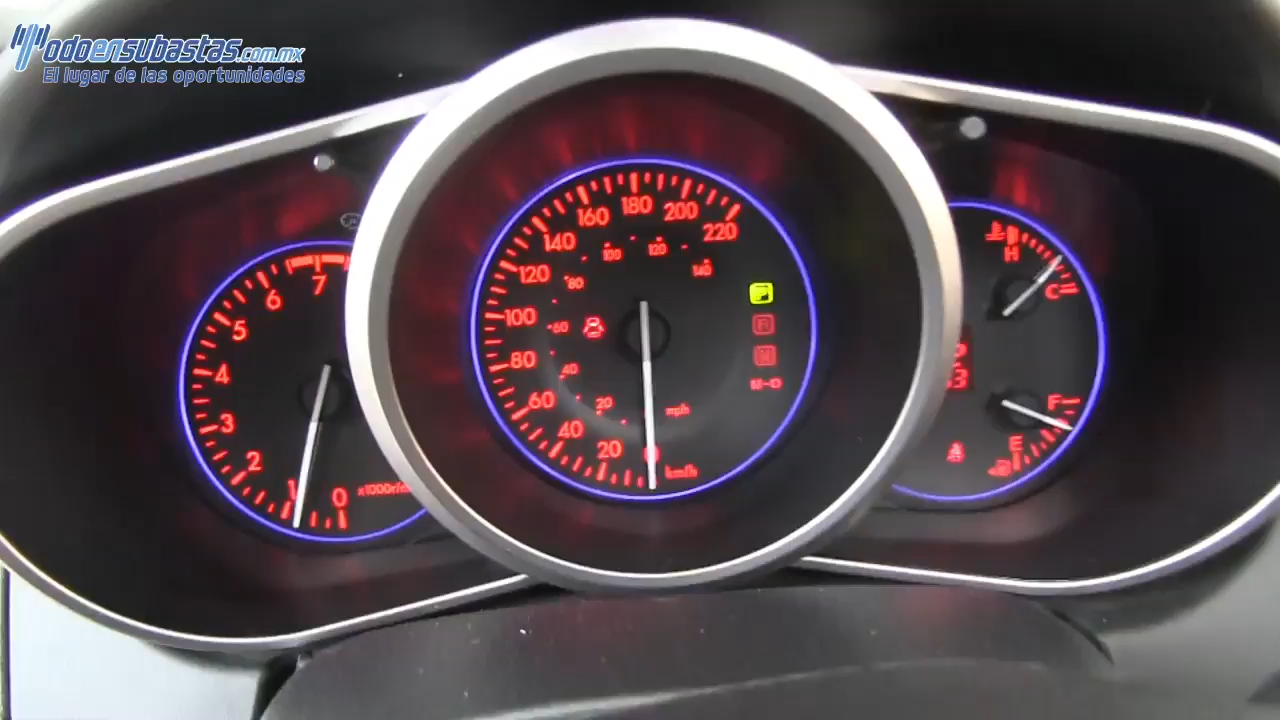 Todoensubastas.com.mx
El lugar de las oportunidades
0
1
2
3
4
5
6
7
x1000r/
20
40
60
80
100
120
140
160
180
200
220
km/h
20
40
60
80
100
120
140
mph
P
R
N
M-D
H
C
F
E